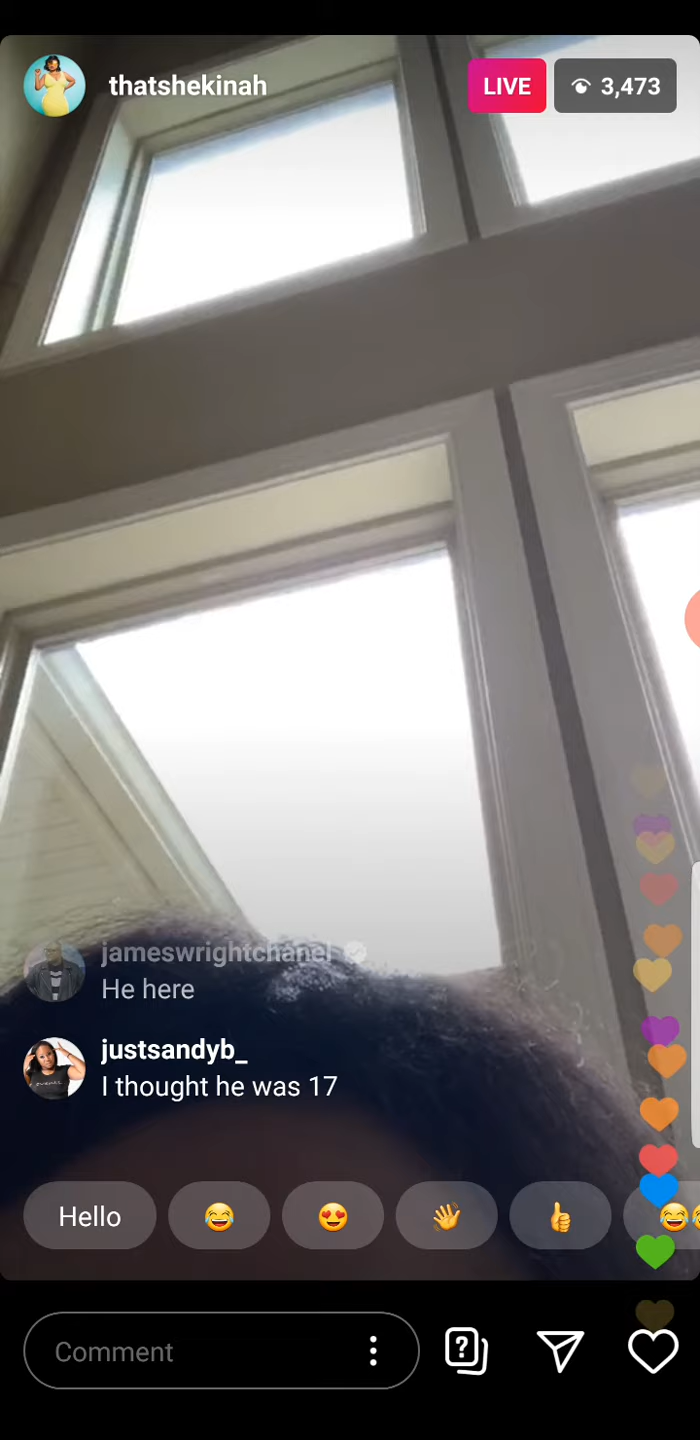 thatshekinah
LIVE
3,473
jameswrightchanel
He here
justsandyb_
I thought he was 17
Hello
Comment